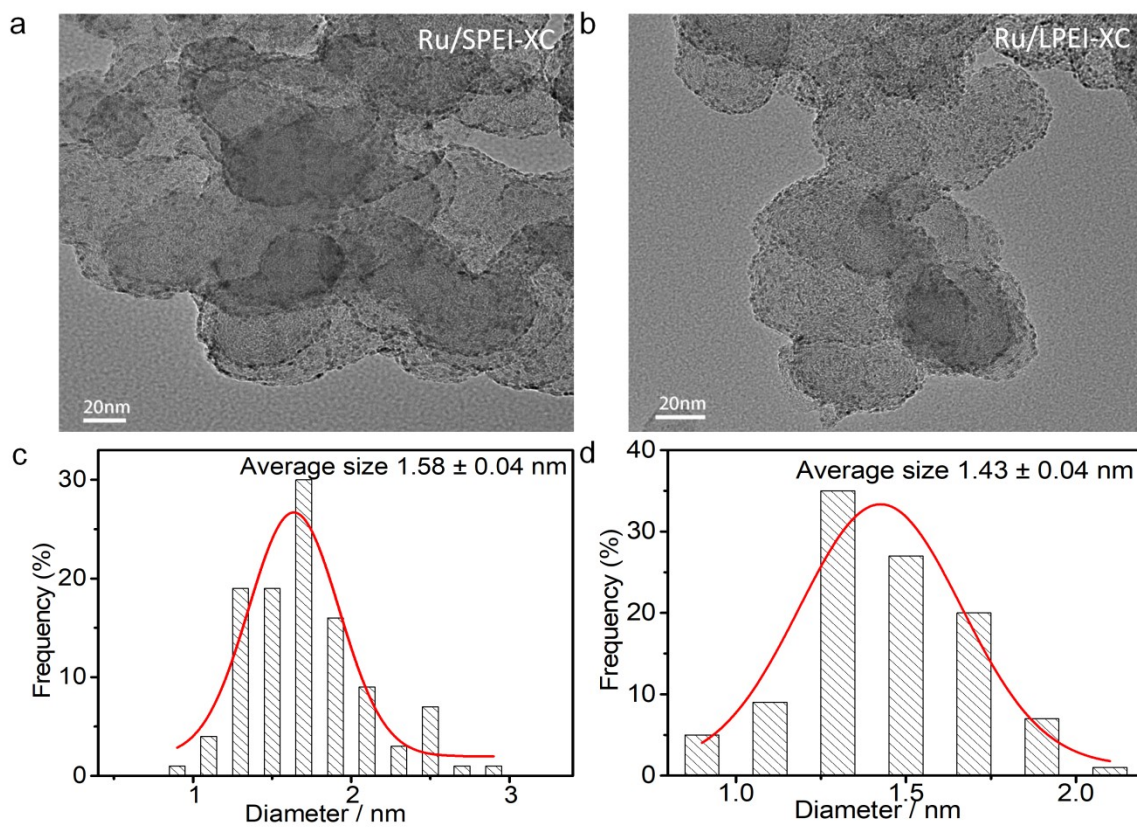 a
Ru/SPEI-XC
20nm
b
Ru/LPEI-XC
20nm
c
Average size 1.58 ± 0.04 nm
Frequency (%)
30
20
10
0
1
2
3
Diameter / nm
d
Average size 1.43 ± 0.04 nm
Frequency (%)
40
30
20
10
0
1.0
1.5
2.0
Diameter / nm